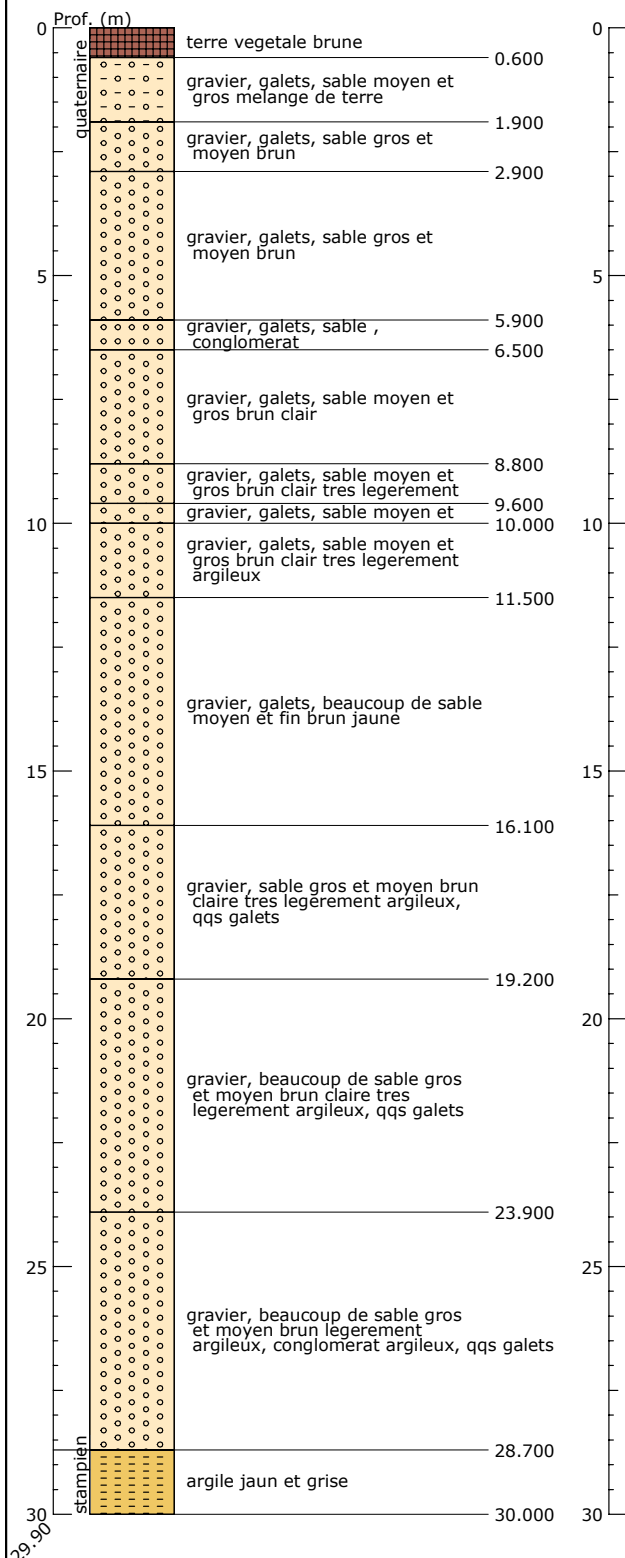 Prof. (m)
0
0
quaternaire
terre vegetale brune
0.600
gravier, galets, sable moyen et
gros melange de terre
1.900
gravier, galets, sable gros et
moyen brun
2.900
gravier, galets, sable gros et
moyen brun
5
5
5.900
gravier, galets, sable ,
conglomerat
6.500
gravier, galets, sable moyen et
gros brun clair
8.800
gravier, galets, sable moyen et
gros brun clair tres legerement
9.600
gravier, galets, sable moyen et
10
10.000
10
gravier, galets, sable moyen et
gros brun clair tres legerement
argileux
11.500
gravier, galets, beaucoup de sable
moyen et fin brun jaune
15
15
16.100
gravier, sable gros et moyen brun
claire tres legerement argileux,
qqs galets
19.200
20
20
gravier, beaucoup de sable gros
et moyen brun claire tres
legerement argileux, qqs galets
23.900
25
25
gravier, beaucoup de sable gros
et moyen brun legerement
argileux, conglomerat argileux, qqs galets
28.700
stampien
argile jaun et grise
30
30.000
30
29.90